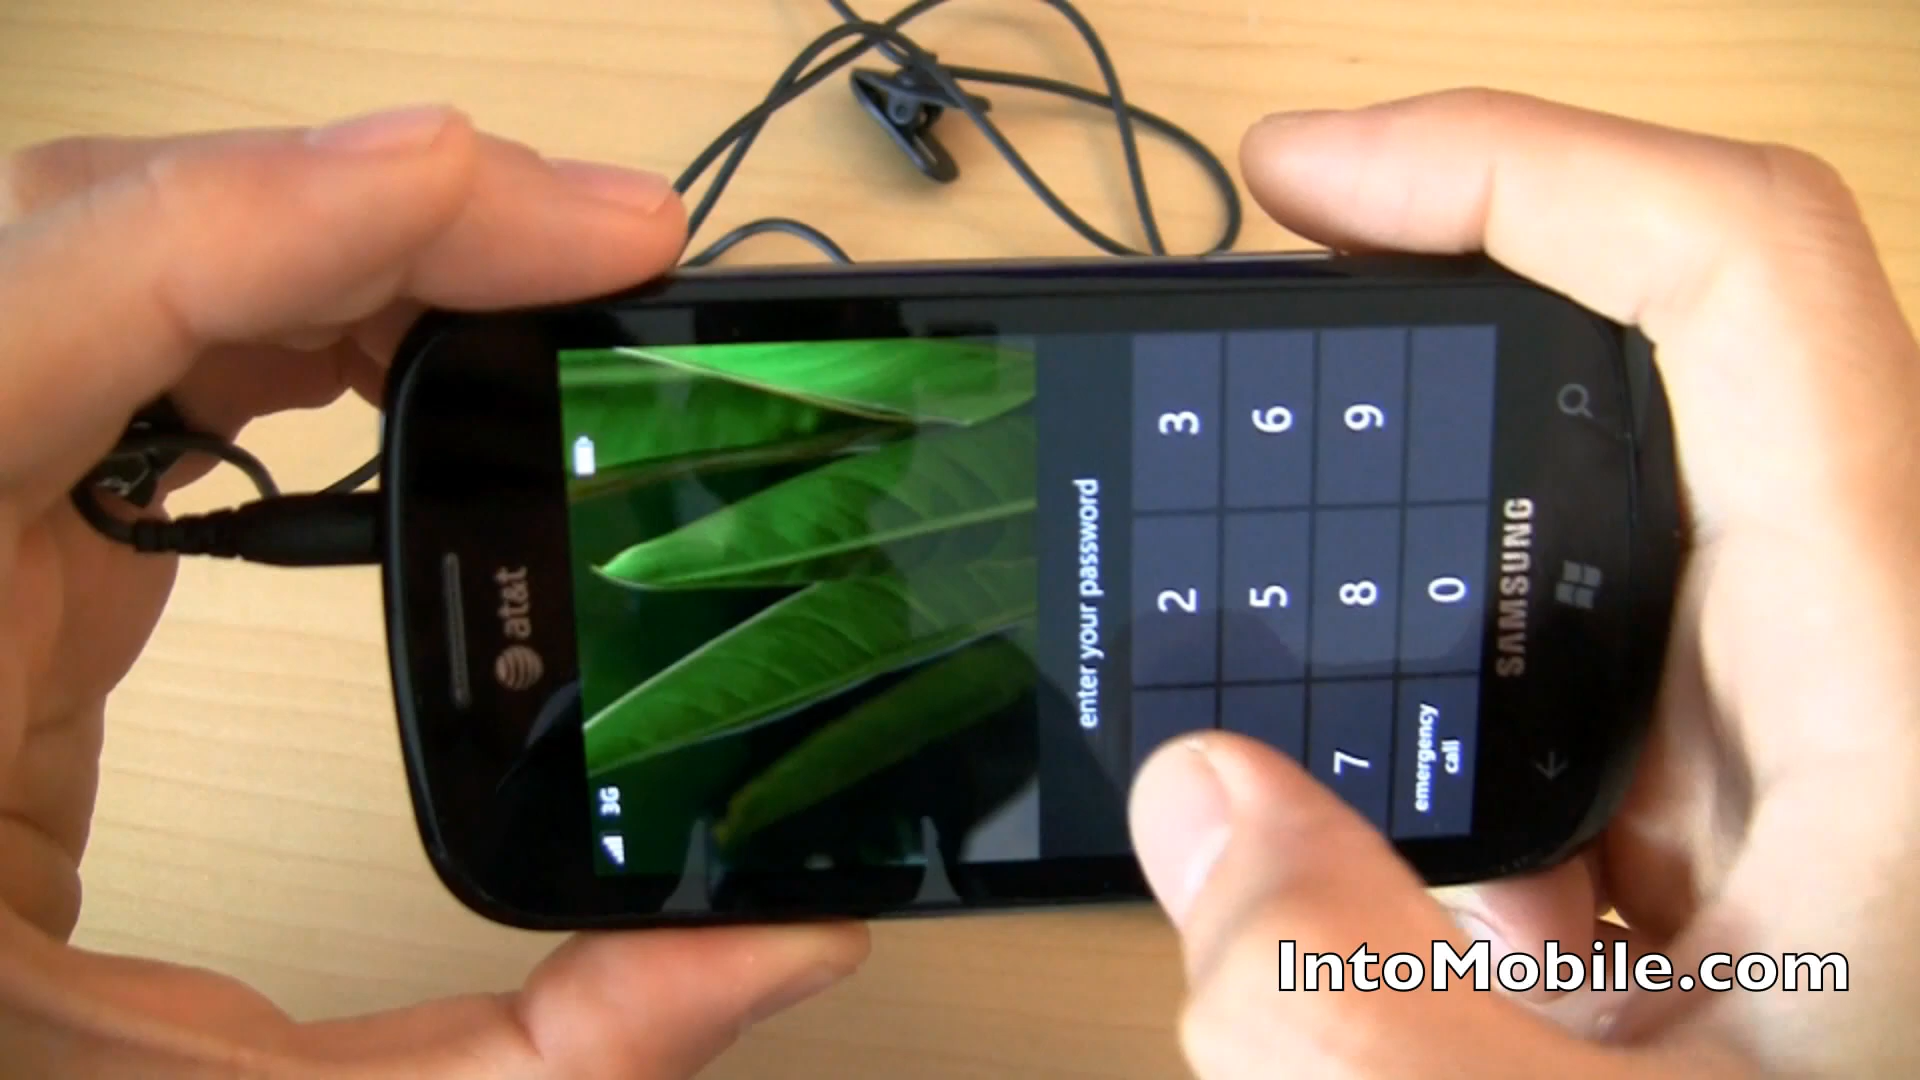 at&t
3G
enter your password
2 3
5 6
7 8 9
emergency
call
0
SAMSUNG
IntoMobile.com